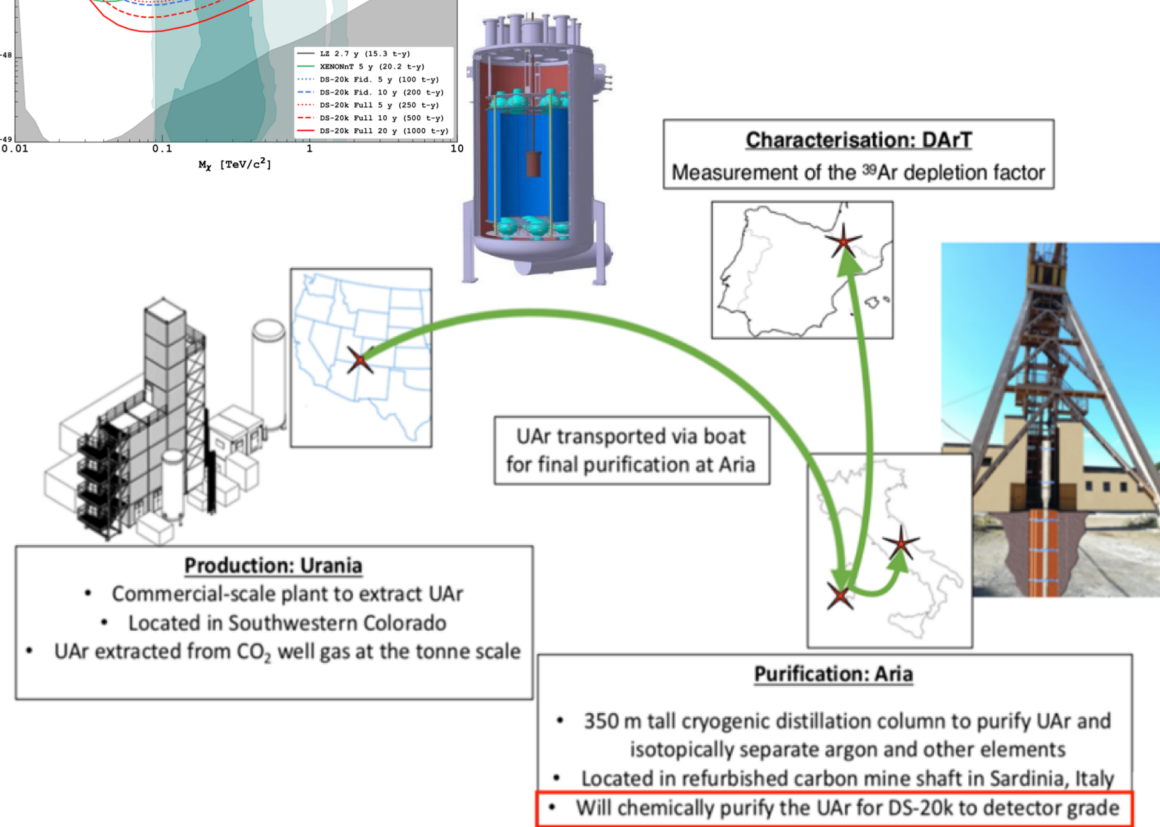 -48
LZ 2.7 y (15.3 t-y)
XENONnT 5 y (20.2 t-y)
DS-20k Fid. 5 y (100 t-y)
DS-20k Fid. 10 y (200 t-y)
DS-20k Full 5 y (250 t-y)
DS-20k Full 10 y (500 t-y)
DS-20k Full 20 y (1000 t-y)
-49
0.01 0.1 1 10
Mχ [TeV/c²]
Characterisation: DArT
Measurement of the ³⁹Ar depletion factor
UAr transported via boat
for final purification at Aria
Production: Urania
• Commercial-scale plant to extract UAr
• Located in Southwestern Colorado
• UAr extracted from CO₂ well gas at the tonne scale
Purification: Aria
• 350 m tall cryogenic distillation column to purify UAr and
isotopically separate argon and other elements
• Located in refurbished carbon mine shaft in Sardinia, Italy
• Will chemically purify the UAr for DS-20k to detector grade